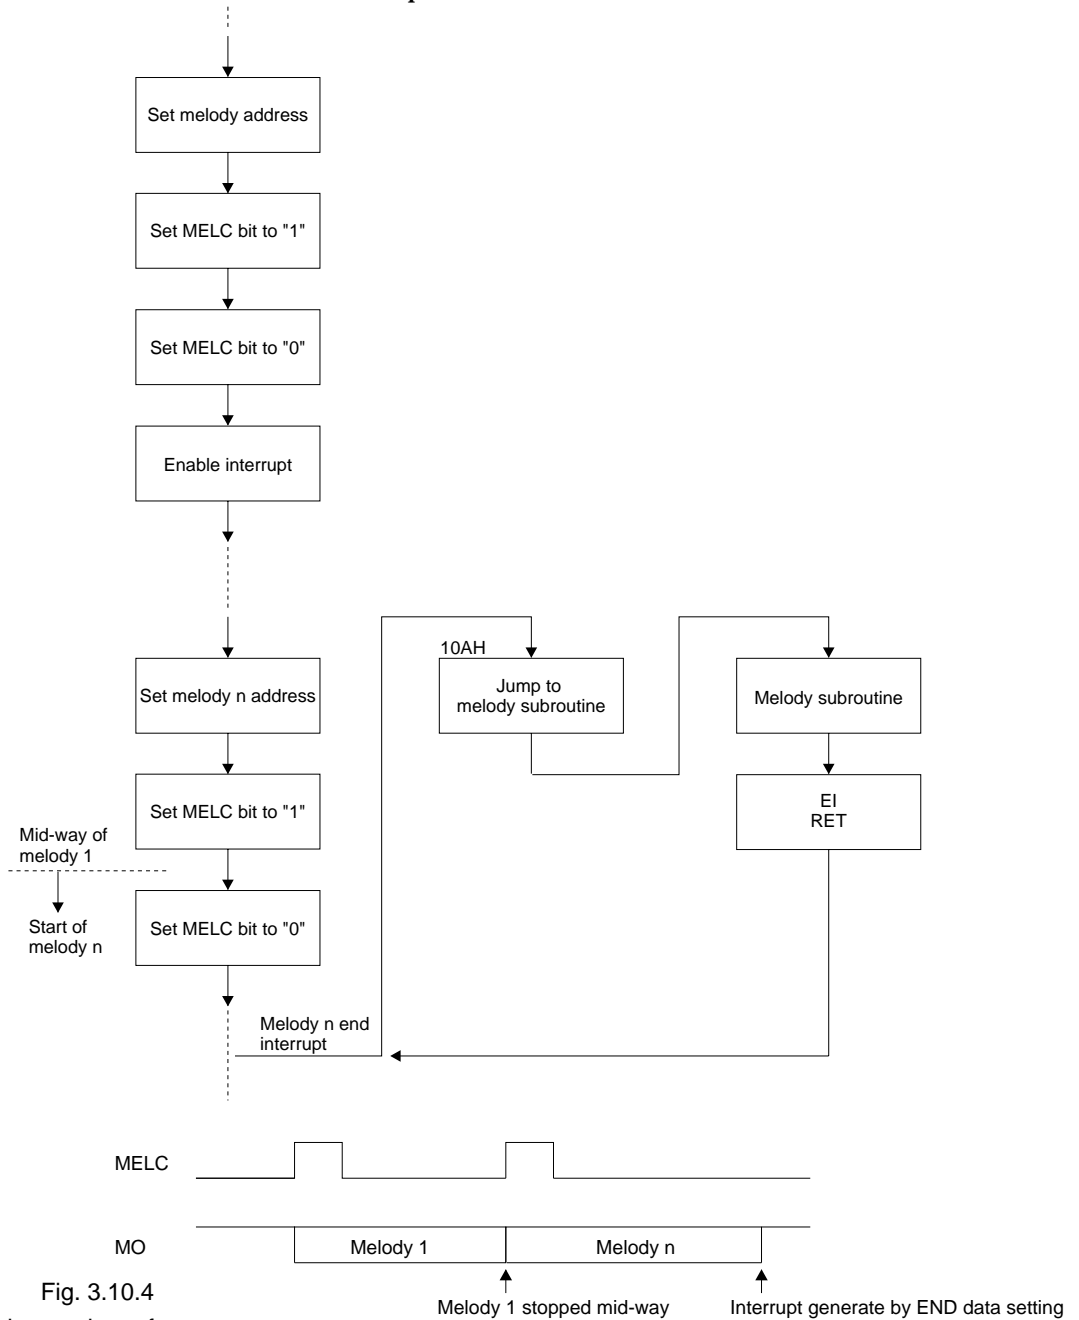 Set melody address
Set MELC bit to "1"
Set MELC bit to "0"
Enable interrupt
Set melody n address
10AH
Jump to
melody subroutine
Melody subroutine
Set MELC bit to "1"
EI
RET
Mid-way of
melody 1
Start of
melody n
Set MELC bit to "0"
Melody n end
interrupt
MELC
MO
Melody 1
Melody n
Fig. 3.10.4
Melody 1 stopped mid-way
Interrupt generate by END data setting